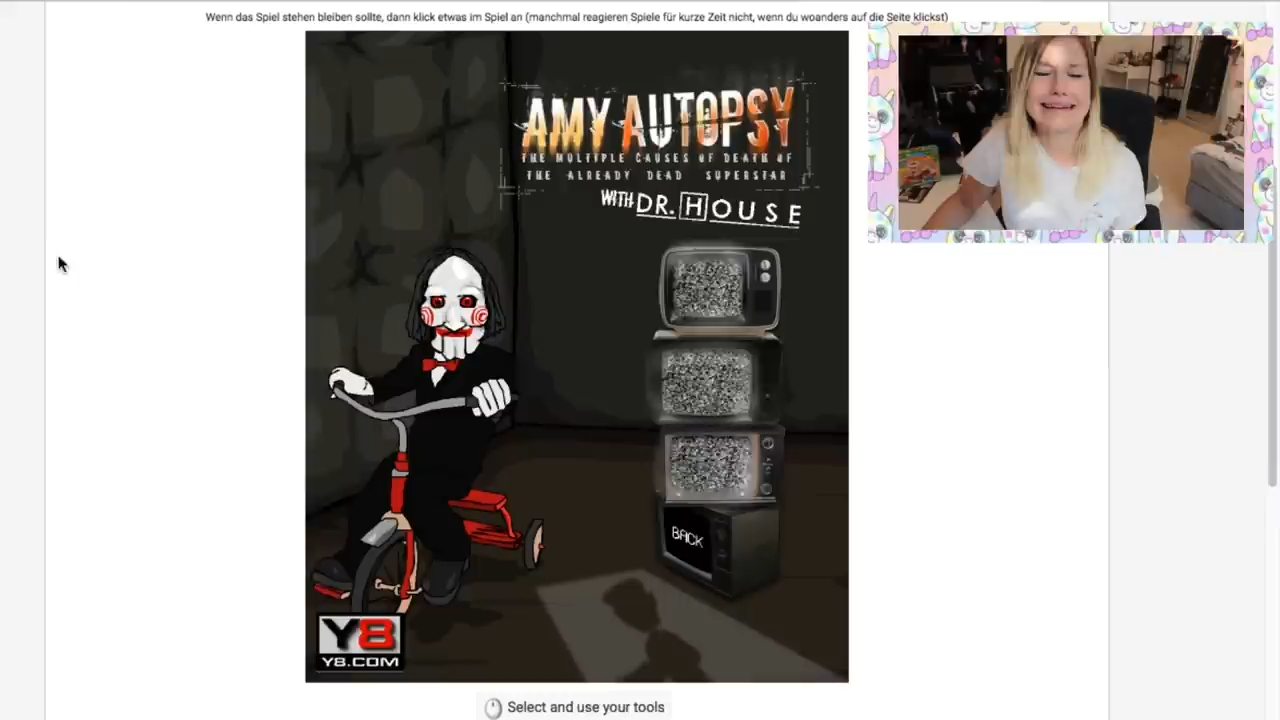 Wenn das Spiel stehen bleiben sollte, dann klick etwas im Spiel an (manchmal reagieren Spiele für kurze Zeit nicht, wenn du woanders auf die Seite klickst)
AMY AUTOPSY
THE MULTIPLE CAUSES OF DEATH OF
THE ALREADY DEAD SUPERSTAR
WITH DR. HOUSE
BACK
Y8
Y8.COM
Select and use your tools